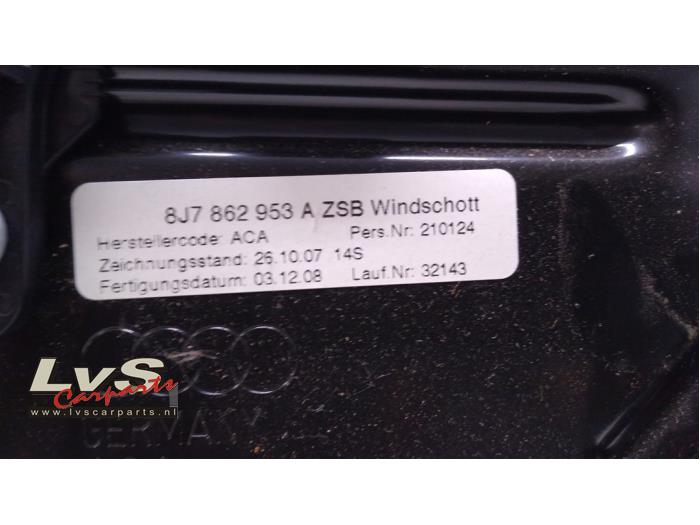 8J7 862 953 A ZSB Windschott
Herstellercode: ACA Pers.Nr: 210124
Zeichnungsstand: 26.10.07 14S
Fertigungsdatum: 03.12.08 Lauf.Nr: 32143
LvS
Carparts
www.lvscarparts.nl
GERMANY